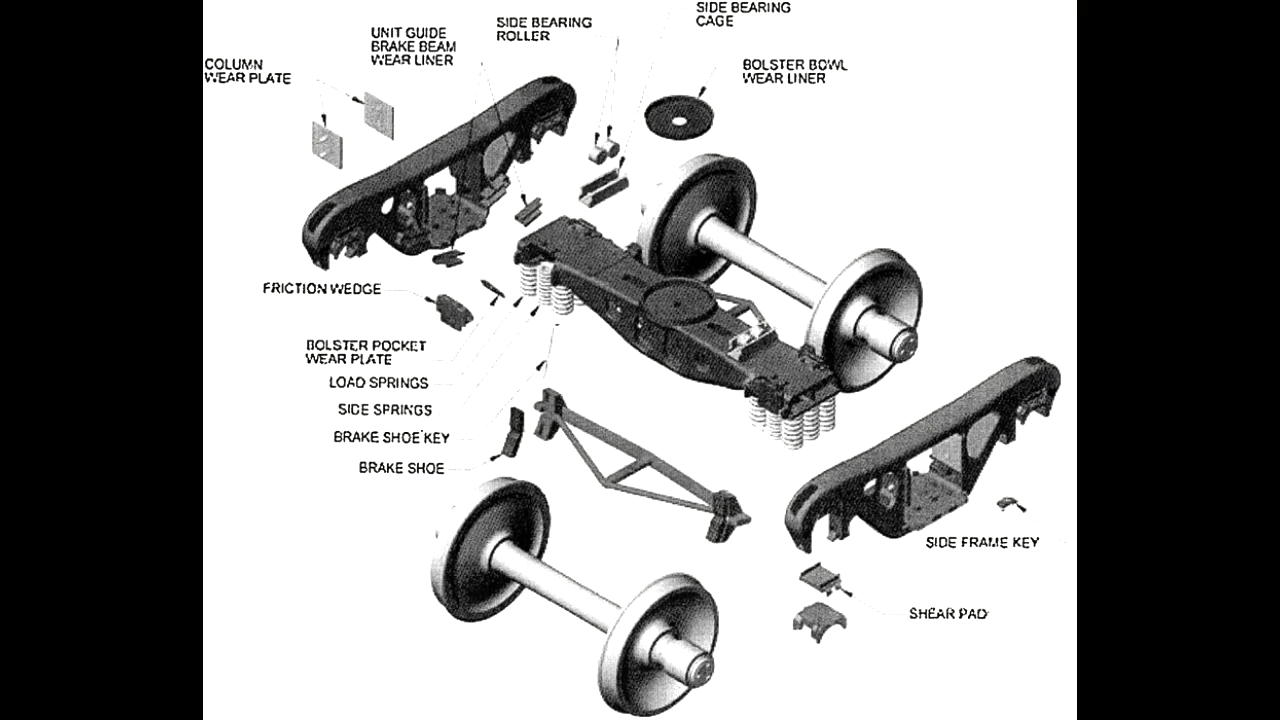 SIDE BEARING
CAGE
SIDE BEARING
ROLLER
UNIT GUIDE
BRAKE BEAM
WEAR LINER
COLUMN
WEAR PLATE
BOLSTER BOWL
WEAR LINER
FRICTION WEDGE
BOLSTER POCKET
WEAR PLATE
LOAD SPRINGS
SIDE SPRINGS
BRAKE SHOE KEY
BRAKE SHOE
SIDE FRAME KEY
SHEAR PAD